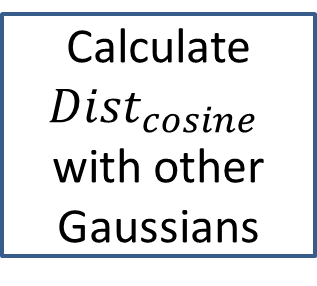 Calculate
Dist_cosine
with other
Gaussians